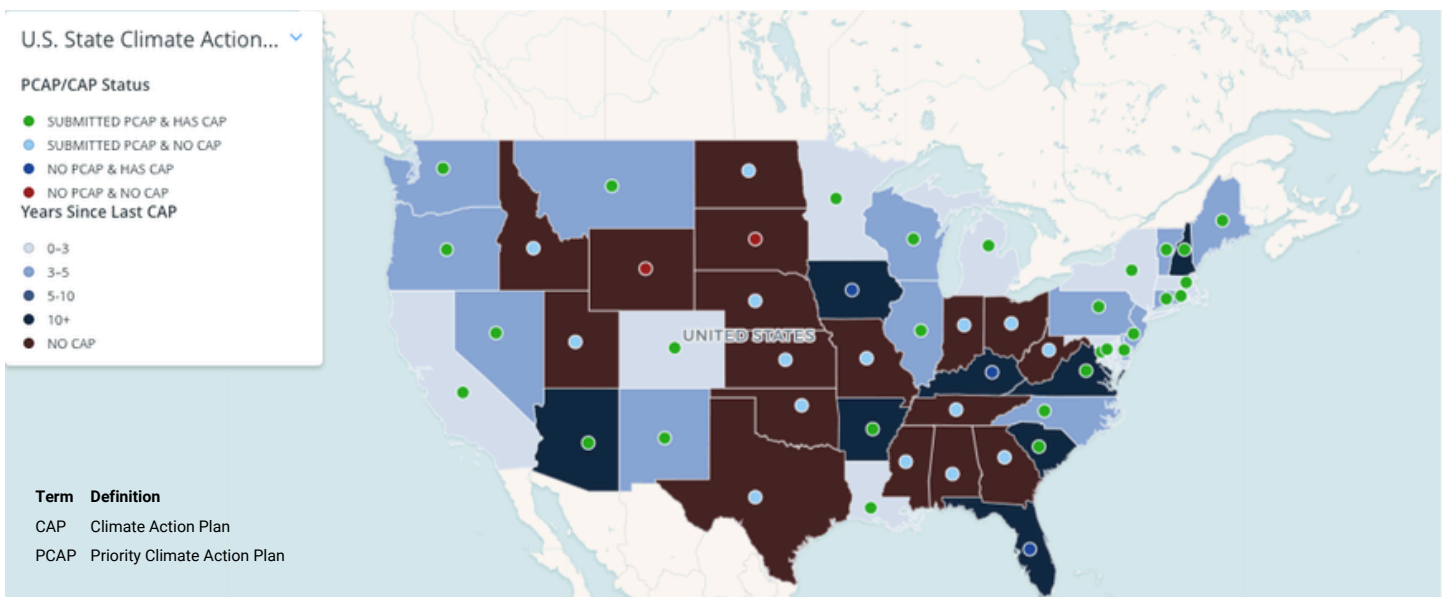 U.S. State Climate Action...
PCAP/CAP Status
SUBMITTED PCAP & HAS CAP
SUBMITTED PCAP & NO CAP
NO PCAP & HAS CAP
NO PCAP & NO CAP
Years Since Last CAP
0–3
3–5
5-10
10+
NO CAP
UNITED STATES
Term Definition
CAP Climate Action Plan
PCAP Priority Climate Action Plan